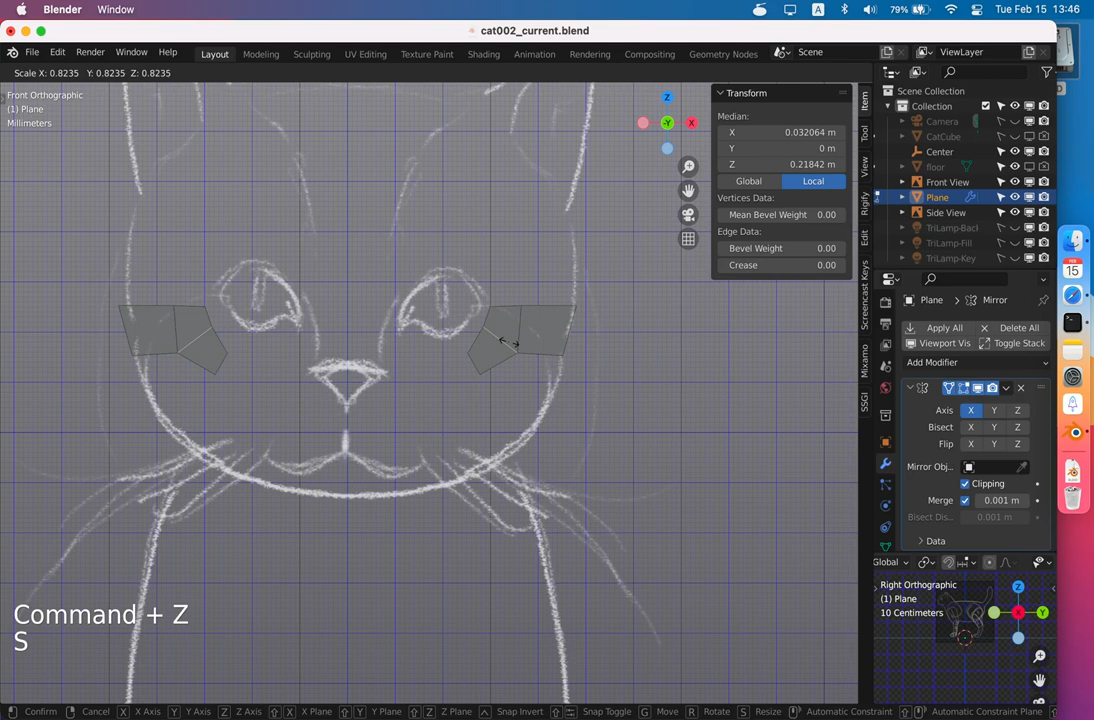 Blender Window A 79% Tue Feb 15 13:46
cat002_current.blend
File Edit Render Window Help Layout Modeling Sculpting UV Editing Texture Paint Shading Animation Rendering Compositing Geometry Nodes Scene ViewLayer
Scale X: 0.8235 Y: 0.8235 Z: 0.8235
Front Orthographic
(1) Plane
Millimeters
Z
-Y
X
Transform
Median:
X 0.032064 m
Y 0 m
Z 0.21842 m
Global Local
Vertices Data:
Mean Bevel Weight 0.00
Edge Data:
Bevel Weight 0.00
Crease 0.00
Item
Tool
View
Rigify
Edit
Screencast Keys
Mixamo
SSGI
Scene Collection
Collection
Camera
CatCube
Center
floor
Front View
Plane
Side View
TriLamp-Back
TriLamp-Fill
TriLamp-Key
Plane Mirror
Apply All Delete All
Viewport Vis Toggle Stack
Add Modifier
Axis X Y Z
Bisect X Y Z
Flip X Y Z
Mirror Obj...
Clipping
Merge 0.001 m
Bisect Dis... 0.001 m
Data
Global
Right Orthographic
(1) Plane
10 Centimeters
Z
X
Y
Command + Z
S
Confirm Cancel X X Axis Y Y Axis Z Z Axis X X Plane Y Y Plane Z Z Plane Snap Invert Snap Toggle G Move R Rotate S Resize Automatic Constraint Automatic Constraint Plane
FEB
15